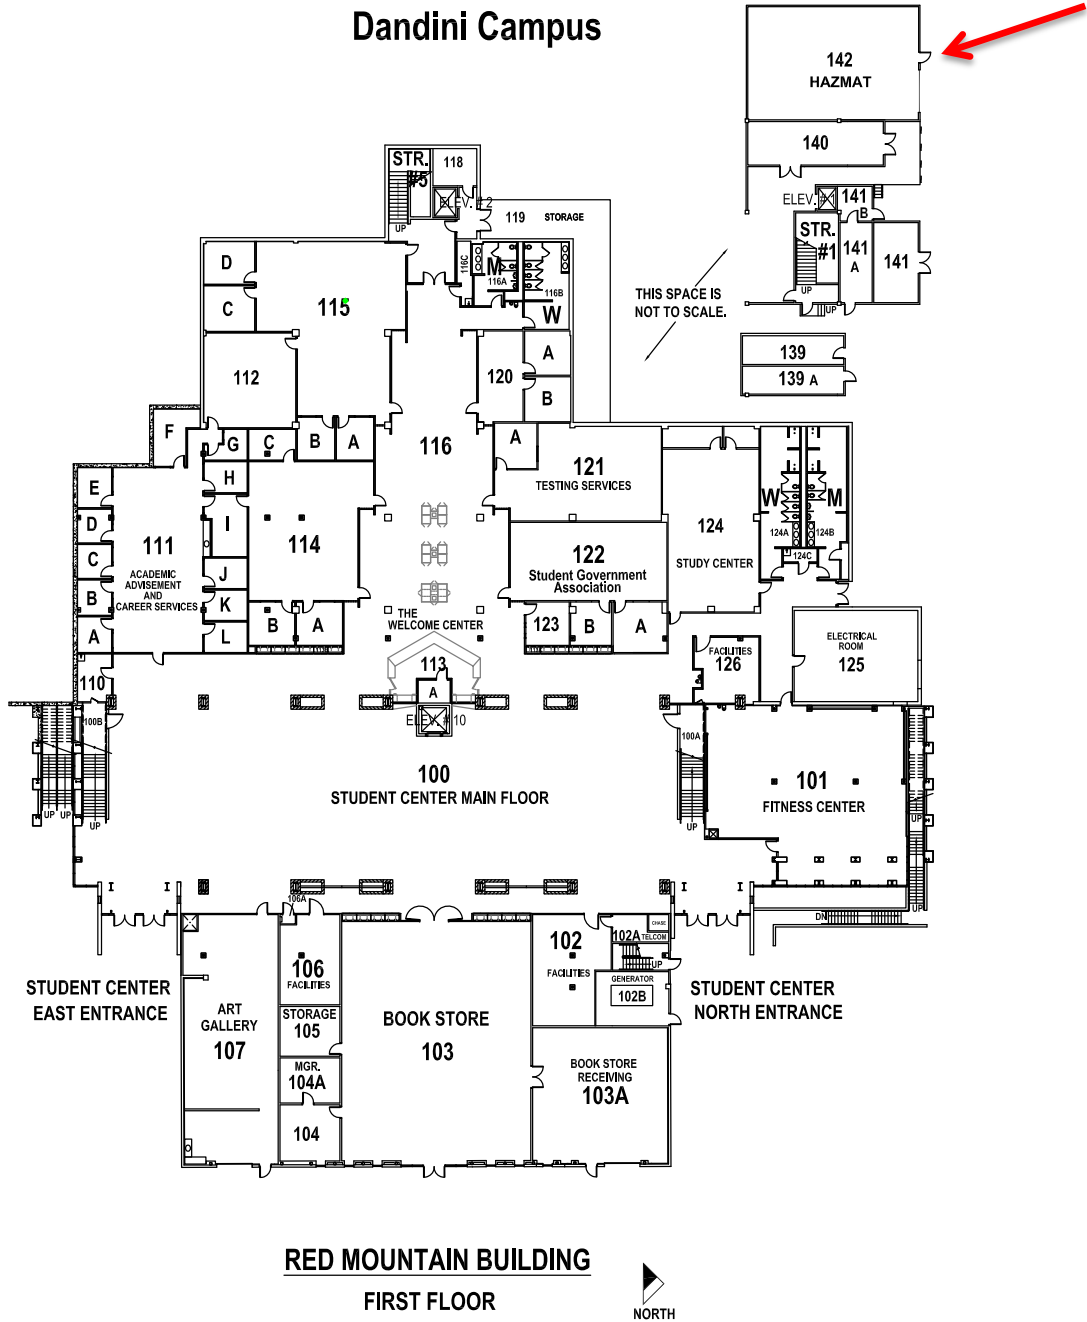 Dandini Campus
142
HAZMAT
140
ELEV. #
141
B
STR.
#1
141
A
141
UP
UP
139
139 A
THIS SPACE IS
NOT TO SCALE.
STR.
#5
118
ELEV. #2
UP
119
STORAGE
116C
M
116A
116B
W
D
C
115
112
120
A
B
F
G
C
B
A
116
A
121
TESTING SERVICES
E
H
D
I
C
111
ACADEMIC
ADVISEMENT
AND
CAREER SERVICES
J
B
K
A
L
114
B
A
122
Student Government
Association
124
STUDY CENTER
W
M
124A
124B
124C
THE
WELCOME CENTER
123
B
A
FACILITIES
126
ELECTRICAL
ROOM
125
110
113
A
ELEV. #10
100B
100A
UP
UP
UP
UP
100
STUDENT CENTER MAIN FLOOR
101
FITNESS CENTER
UP
UP
DN
106A
106
FACILITIES
102
FACILITIES
102A TELCOM
CHASE
UP
GENERATOR
102B
STUDENT CENTER
EAST ENTRANCE
STUDENT CENTER
NORTH ENTRANCE
ART
GALLERY
107
STORAGE
105
MGR.
104A
104
BOOK STORE
103
BOOK STORE
RECEIVING
103A
RED MOUNTAIN BUILDING
FIRST FLOOR
NORTH